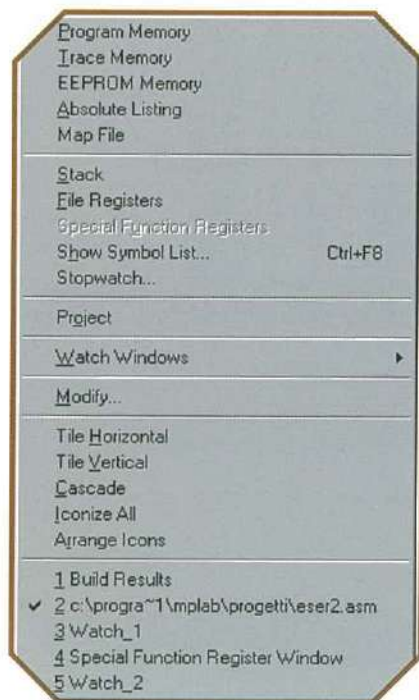 Program Memory
Trace Memory
EEPROM Memory
Absolute Listing
Map File
Stack
File Registers
Special Function Registers
Show Symbol List... Ctrl+F8
Stopwatch...
Project
Watch Windows
Modify...
Tile Horizontal
Tile Vertical
Cascade
Iconize All
Arrange Icons
1 Build Results
2 c:\progra~1\mplab\progetti\eser2.asm
3 Watch_1
4 Special Function Register Window
5 Watch_2